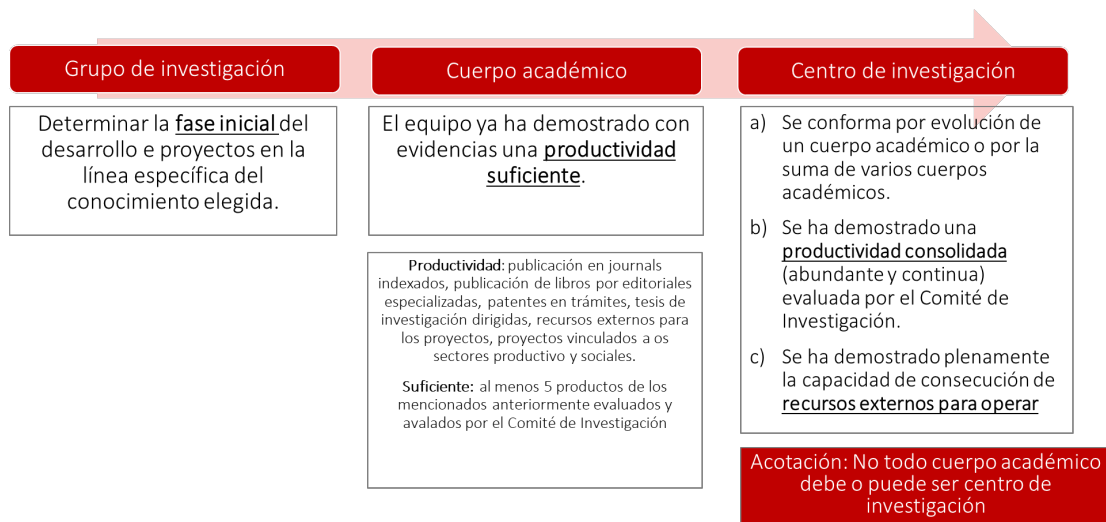 Grupo de investigación
Determinar la fase inicial del
desarrollo e proyectos en la
línea específica del
conocimiento elegida.
Cuerpo académico
El equipo ya ha demostrado con
evidencias una productividad
suficiente.
Productividad: publicación en journals
indexados, publicación de libros por editoriales
especializadas, patentes en trámites, tesis de
investigación dirigidas, recursos externos para
los proyectos, proyectos vinculados a os
sectores productivo y sociales.
Suficiente: al menos 5 productos de los
mencionados anteriormente evaluados y
avalados por el Comité de Investigación
Centro de investigación
a) Se conforma por evolución de
un cuerpo académico o por la
suma de varios cuerpos
académicos.
b) Se ha demostrado una
productividad consolidada
(abundante y continua)
evaluada por el Comité de
Investigación.
c) Se ha demostrado plenamente
la capacidad de consecución de
recursos externos para operar
Acotación: No todo cuerpo académico
debe o puede ser centro de
investigación